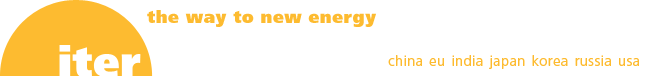 the way to new energy
iter
china eu india japan korea russia usa